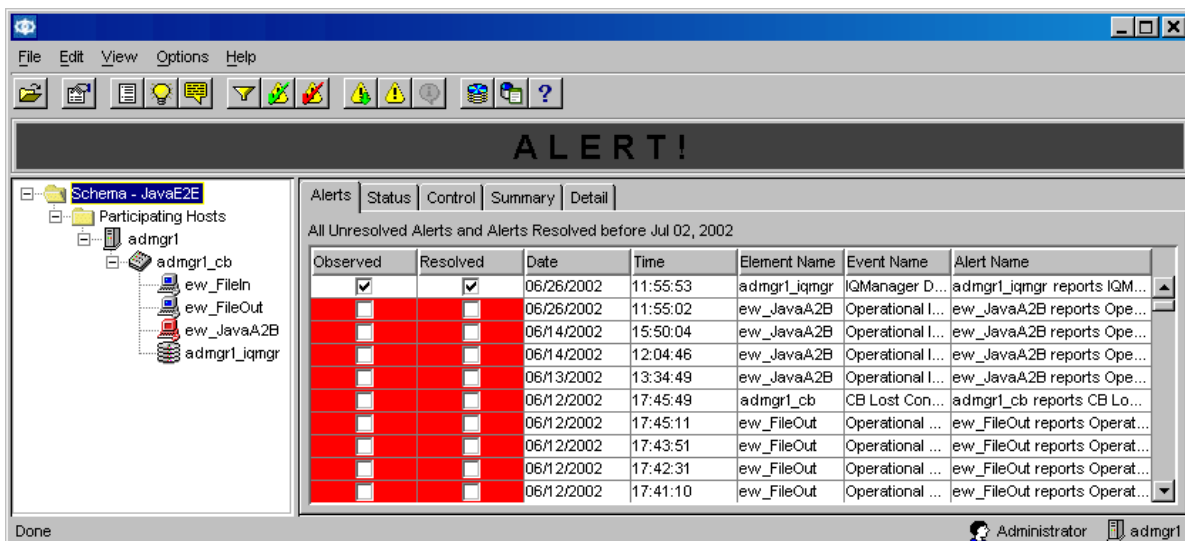 File Edit View Options Help
?
ALERT!
Schema - JavaE2E
Participating Hosts
admgr1
admgr1_cb
ew_FileIn
ew_FileOut
ew_JavaA2B
admgr1_iqmgr
Alerts Status Control Summary Detail
All Unresolved Alerts and Alerts Resolved before Jul 02, 2002
Observed Resolved Date Time Element Name Event Name Alert Name
06/26/2002 11:55:53 admgr1_iqmgr IQManager D... admgr1_iqmgr reports IQM...
06/26/2002 11:55:02 ew_JavaA2B Operational I... ew_JavaA2B reports Ope...
06/14/2002 15:50:04 ew_JavaA2B Operational I... ew_JavaA2B reports Ope...
06/14/2002 12:04:46 ew_JavaA2B Operational I... ew_JavaA2B reports Ope...
06/13/2002 13:34:49 ew_JavaA2B Operational I... ew_JavaA2B reports Ope...
06/12/2002 17:45:49 admgr1_cb CB Lost Con... admgr1_cb reports CB Lo...
06/12/2002 17:45:11 ew_FileOut Operational ... ew_FileOut reports Operat...
06/12/2002 17:43:51 ew_FileOut Operational ... ew_FileOut reports Operat...
06/12/2002 17:42:31 ew_FileOut Operational ... ew_FileOut reports Operat...
06/12/2002 17:41:10 ew_FileOut Operational ... ew_FileOut reports Operat...
Done Administrator admgr1